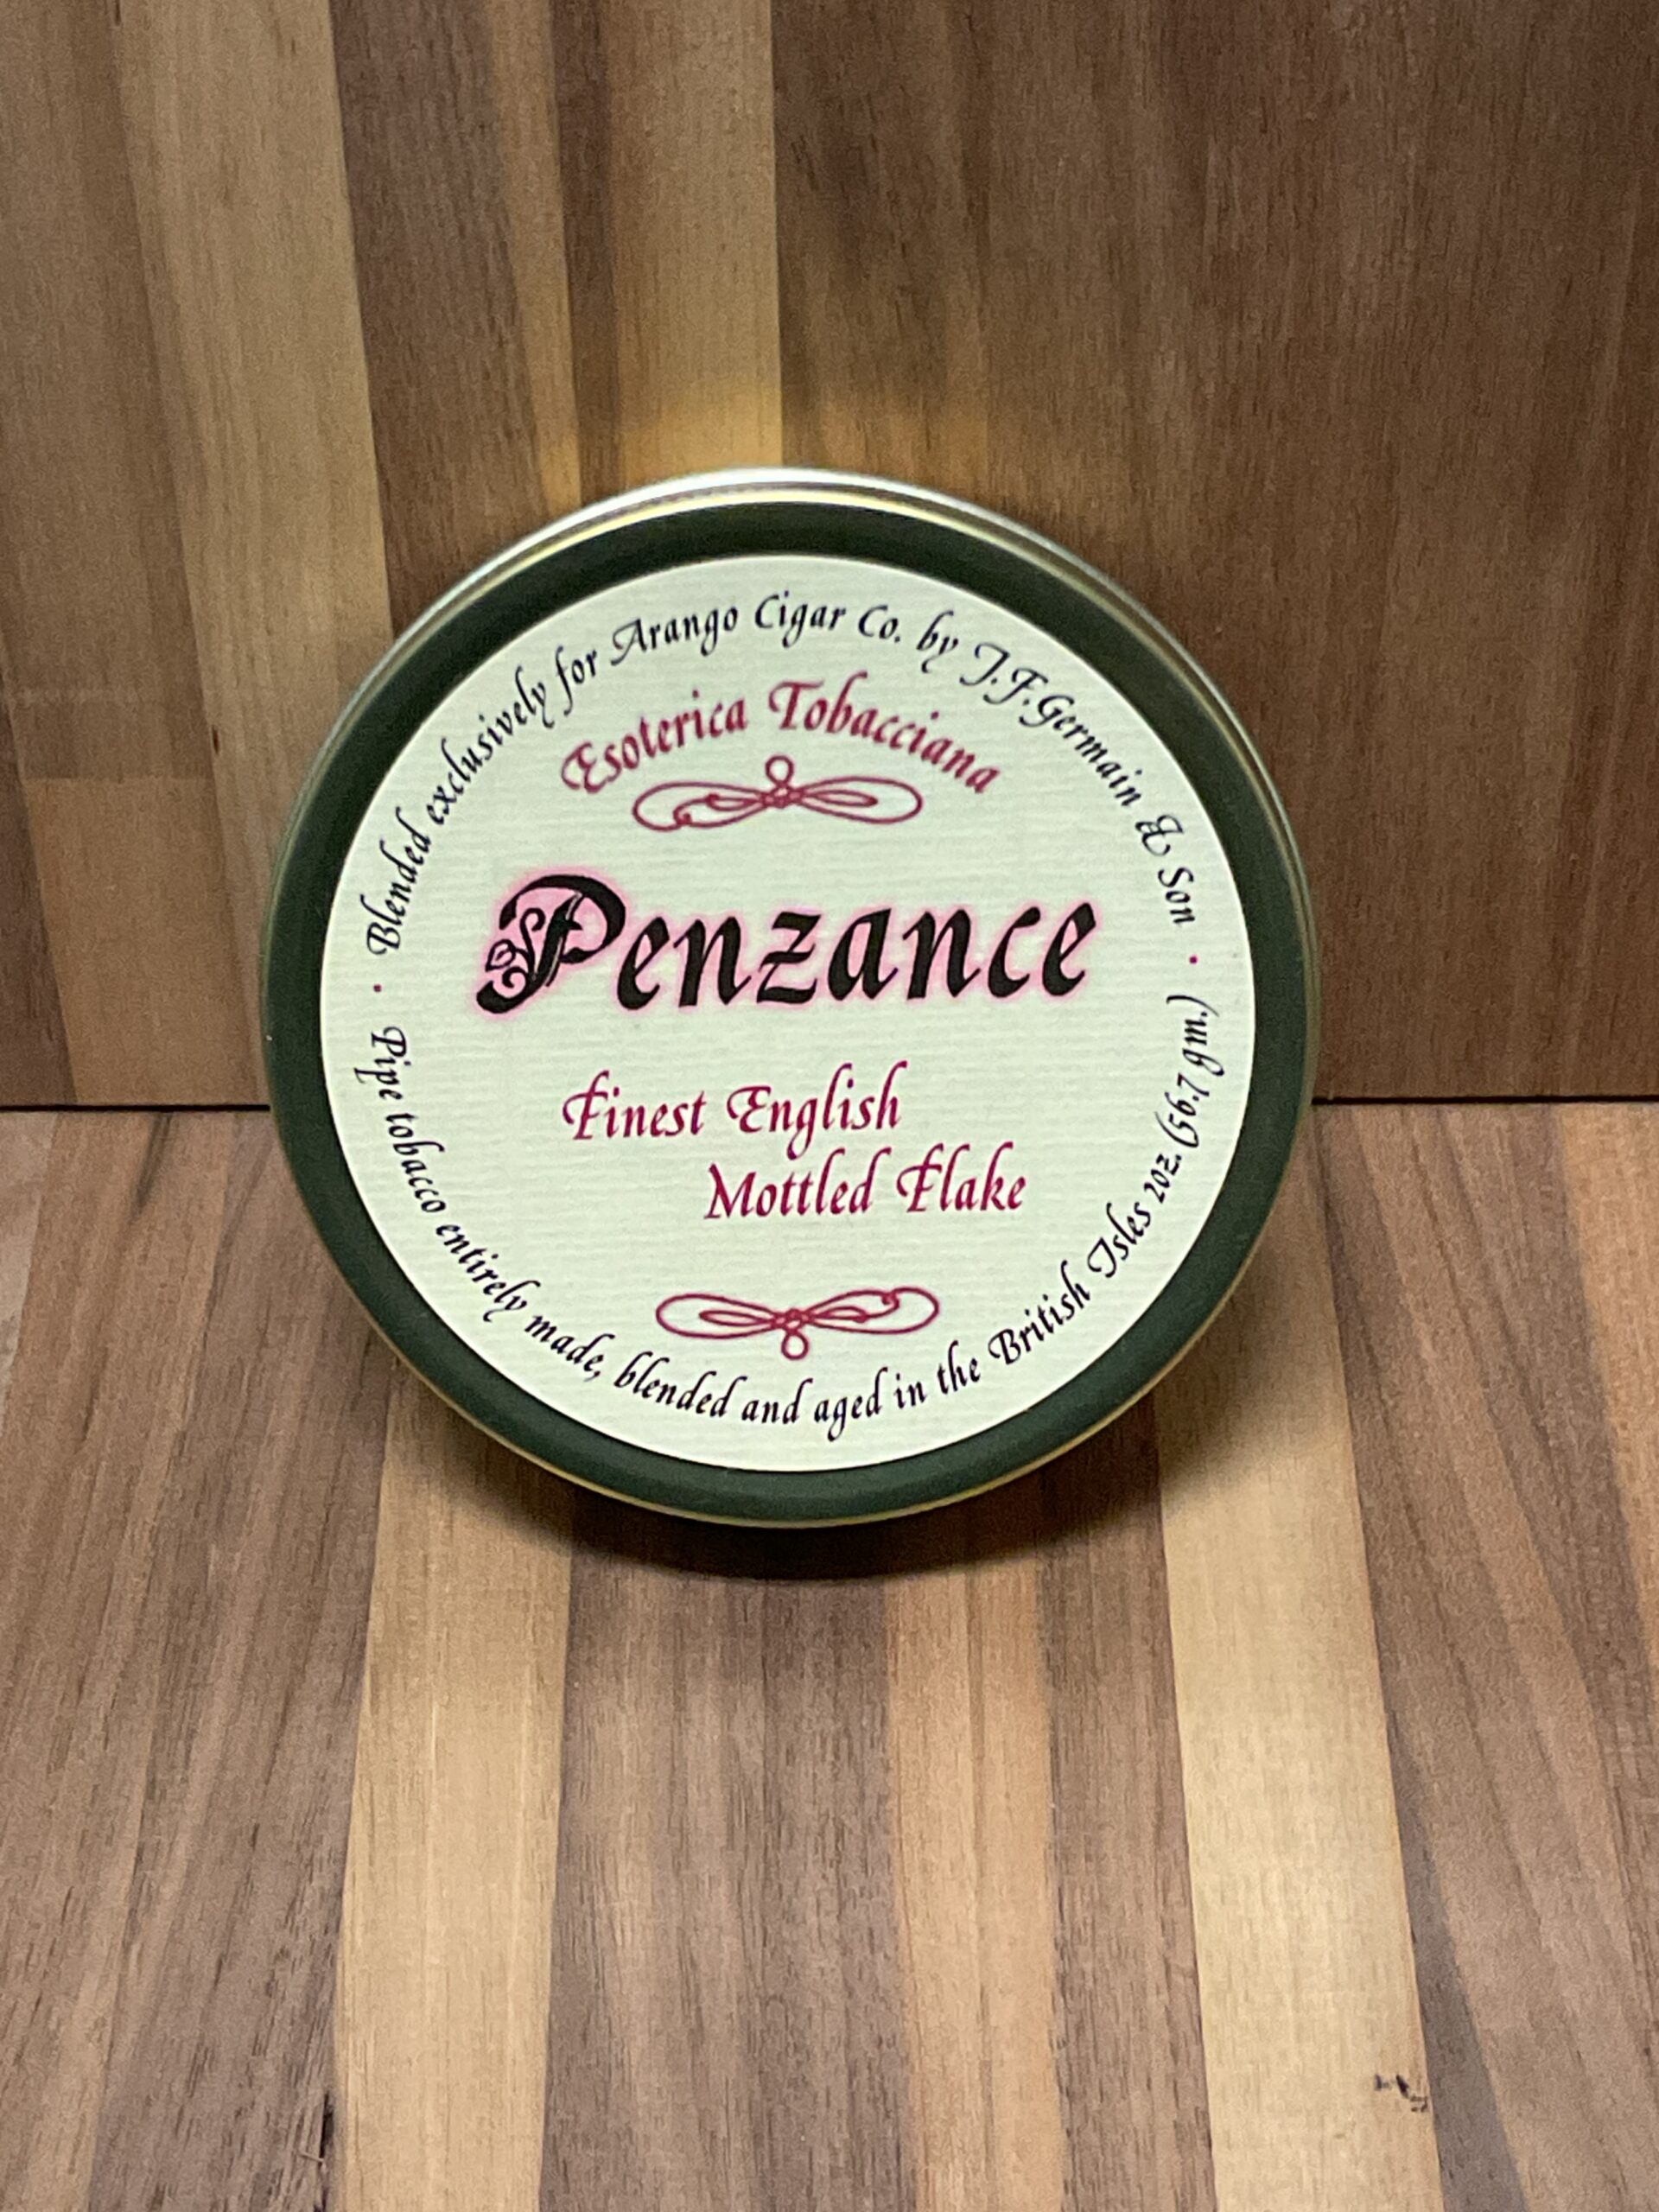 · Blended exclusively for Arango Cigar Co. by J.F.Germain & Son ·
Esoterica Tobacciana
Penzance
Finest English
Mottled Flake
Pipe tobacco entirely made, blended and aged in the British Isles 2oz. (56.7 gm.)